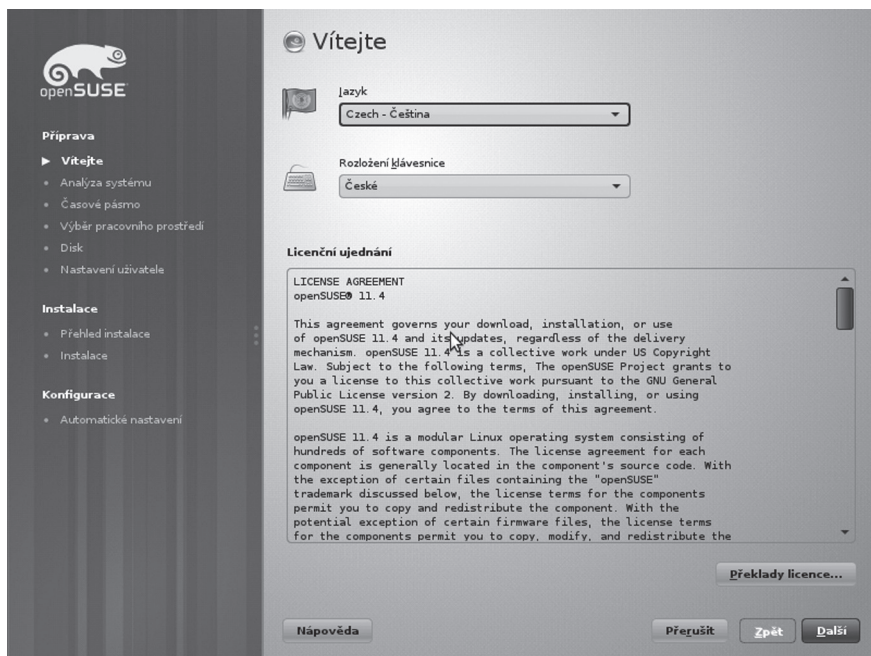 openSUSE
Příprava
Vítejte
Analýza systému
Časové pásmo
Výběr pracovního prostředí
Disk
Nastavení uživatele
Instalace
Přehled instalace
Instalace
Konfigurace
Automatické nastavení
Vítejte
Jazyk
Czech - Čeština
Rozložení klávesnice
České
Licenční ujednání
LICENSE AGREEMENT
openSUSE® 11.4
This agreement governs your download, installation, or use
of openSUSE 11.4 and its updates, regardless of the delivery
mechanism. openSUSE 11.4 is a collective work under US Copyright
Law. Subject to the following terms, The openSUSE Project grants to
you a license to this collective work pursuant to the GNU General
Public License version 2. By downloading, installing, or using
openSUSE 11.4, you agree to the terms of this agreement.
openSUSE 11.4 is a modular Linux operating system consisting of
hundreds of software components. The license agreement for each
component is generally located in the component's source code. With
the exception of certain files containing the "openSUSE"
trademark discussed below, the license terms for the components
permit you to copy and redistribute the component. With the
potential exception of certain firmware files, the license terms
for the components permit you to copy, modify, and redistribute the
Překlady licence...
Nápověda
Přerušit
Zpět
Další